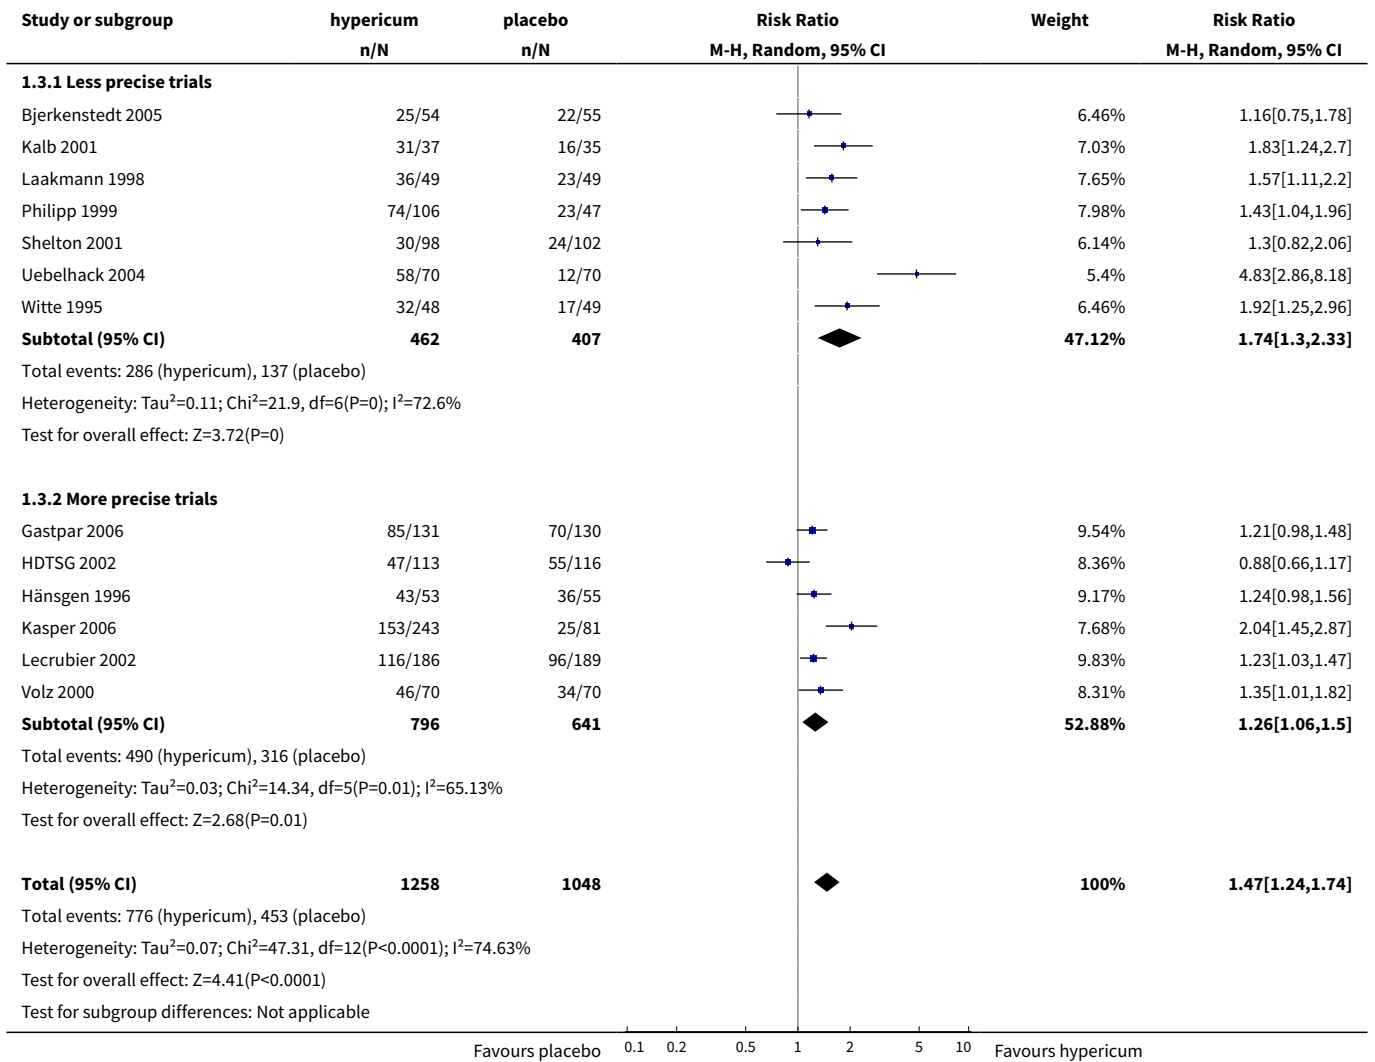 Study or subgroup hypericum placebo Risk Ratio Weight Risk Ratio
n/N n/N M-H, Random, 95% CI M-H, Random, 95% CI
1.3.1 Less precise trials
Bjerkenstedt 2005 25/54 22/55 6.46% 1.16[0.75,1.78]
Kalb 2001 31/37 16/35 7.03% 1.83[1.24,2.7]
Laakmann 1998 36/49 23/49 7.65% 1.57[1.11,2.2]
Philipp 1999 74/106 23/47 7.98% 1.43[1.04,1.96]
Shelton 2001 30/98 24/102 6.14% 1.3[0.82,2.06]
Uebelhack 2004 58/70 12/70 5.4% 4.83[2.86,8.18]
Witte 1995 32/48 17/49 6.46% 1.92[1.25,2.96]
Subtotal (95% CI) 462 407 47.12% 1.74[1.3,2.33]
Total events: 286 (hypericum), 137 (placebo)
Heterogeneity: Tau²=0.11; Chi²=21.9, df=6(P=0); I²=72.6%
Test for overall effect: Z=3.72(P=0)
1.3.2 More precise trials
Gastpar 2006 85/131 70/130 9.54% 1.21[0.98,1.48]
HDTSG 2002 47/113 55/116 8.36% 0.88[0.66,1.17]
Hänsgen 1996 43/53 36/55 9.17% 1.24[0.98,1.56]
Kasper 2006 153/243 25/81 7.68% 2.04[1.45,2.87]
Lecrubier 2002 116/186 96/189 9.83% 1.23[1.03,1.47]
Volz 2000 46/70 34/70 8.31% 1.35[1.01,1.82]
Subtotal (95% CI) 796 641 52.88% 1.26[1.06,1.5]
Total events: 490 (hypericum), 316 (placebo)
Heterogeneity: Tau²=0.03; Chi²=14.34, df=5(P=0.01); I²=65.13%
Test for overall effect: Z=2.68(P=0.01)
Total (95% CI) 1258 1048 100% 1.47[1.24,1.74]
Total events: 776 (hypericum), 453 (placebo)
Heterogeneity: Tau²=0.07; Chi²=47.31, df=12(P<0.0001); I²=74.63%
Test for overall effect: Z=4.41(P<0.0001)
Test for subgroup differences: Not applicable
Favours placebo 0.1 0.2 0.5 1 2 5 10 Favours hypericum